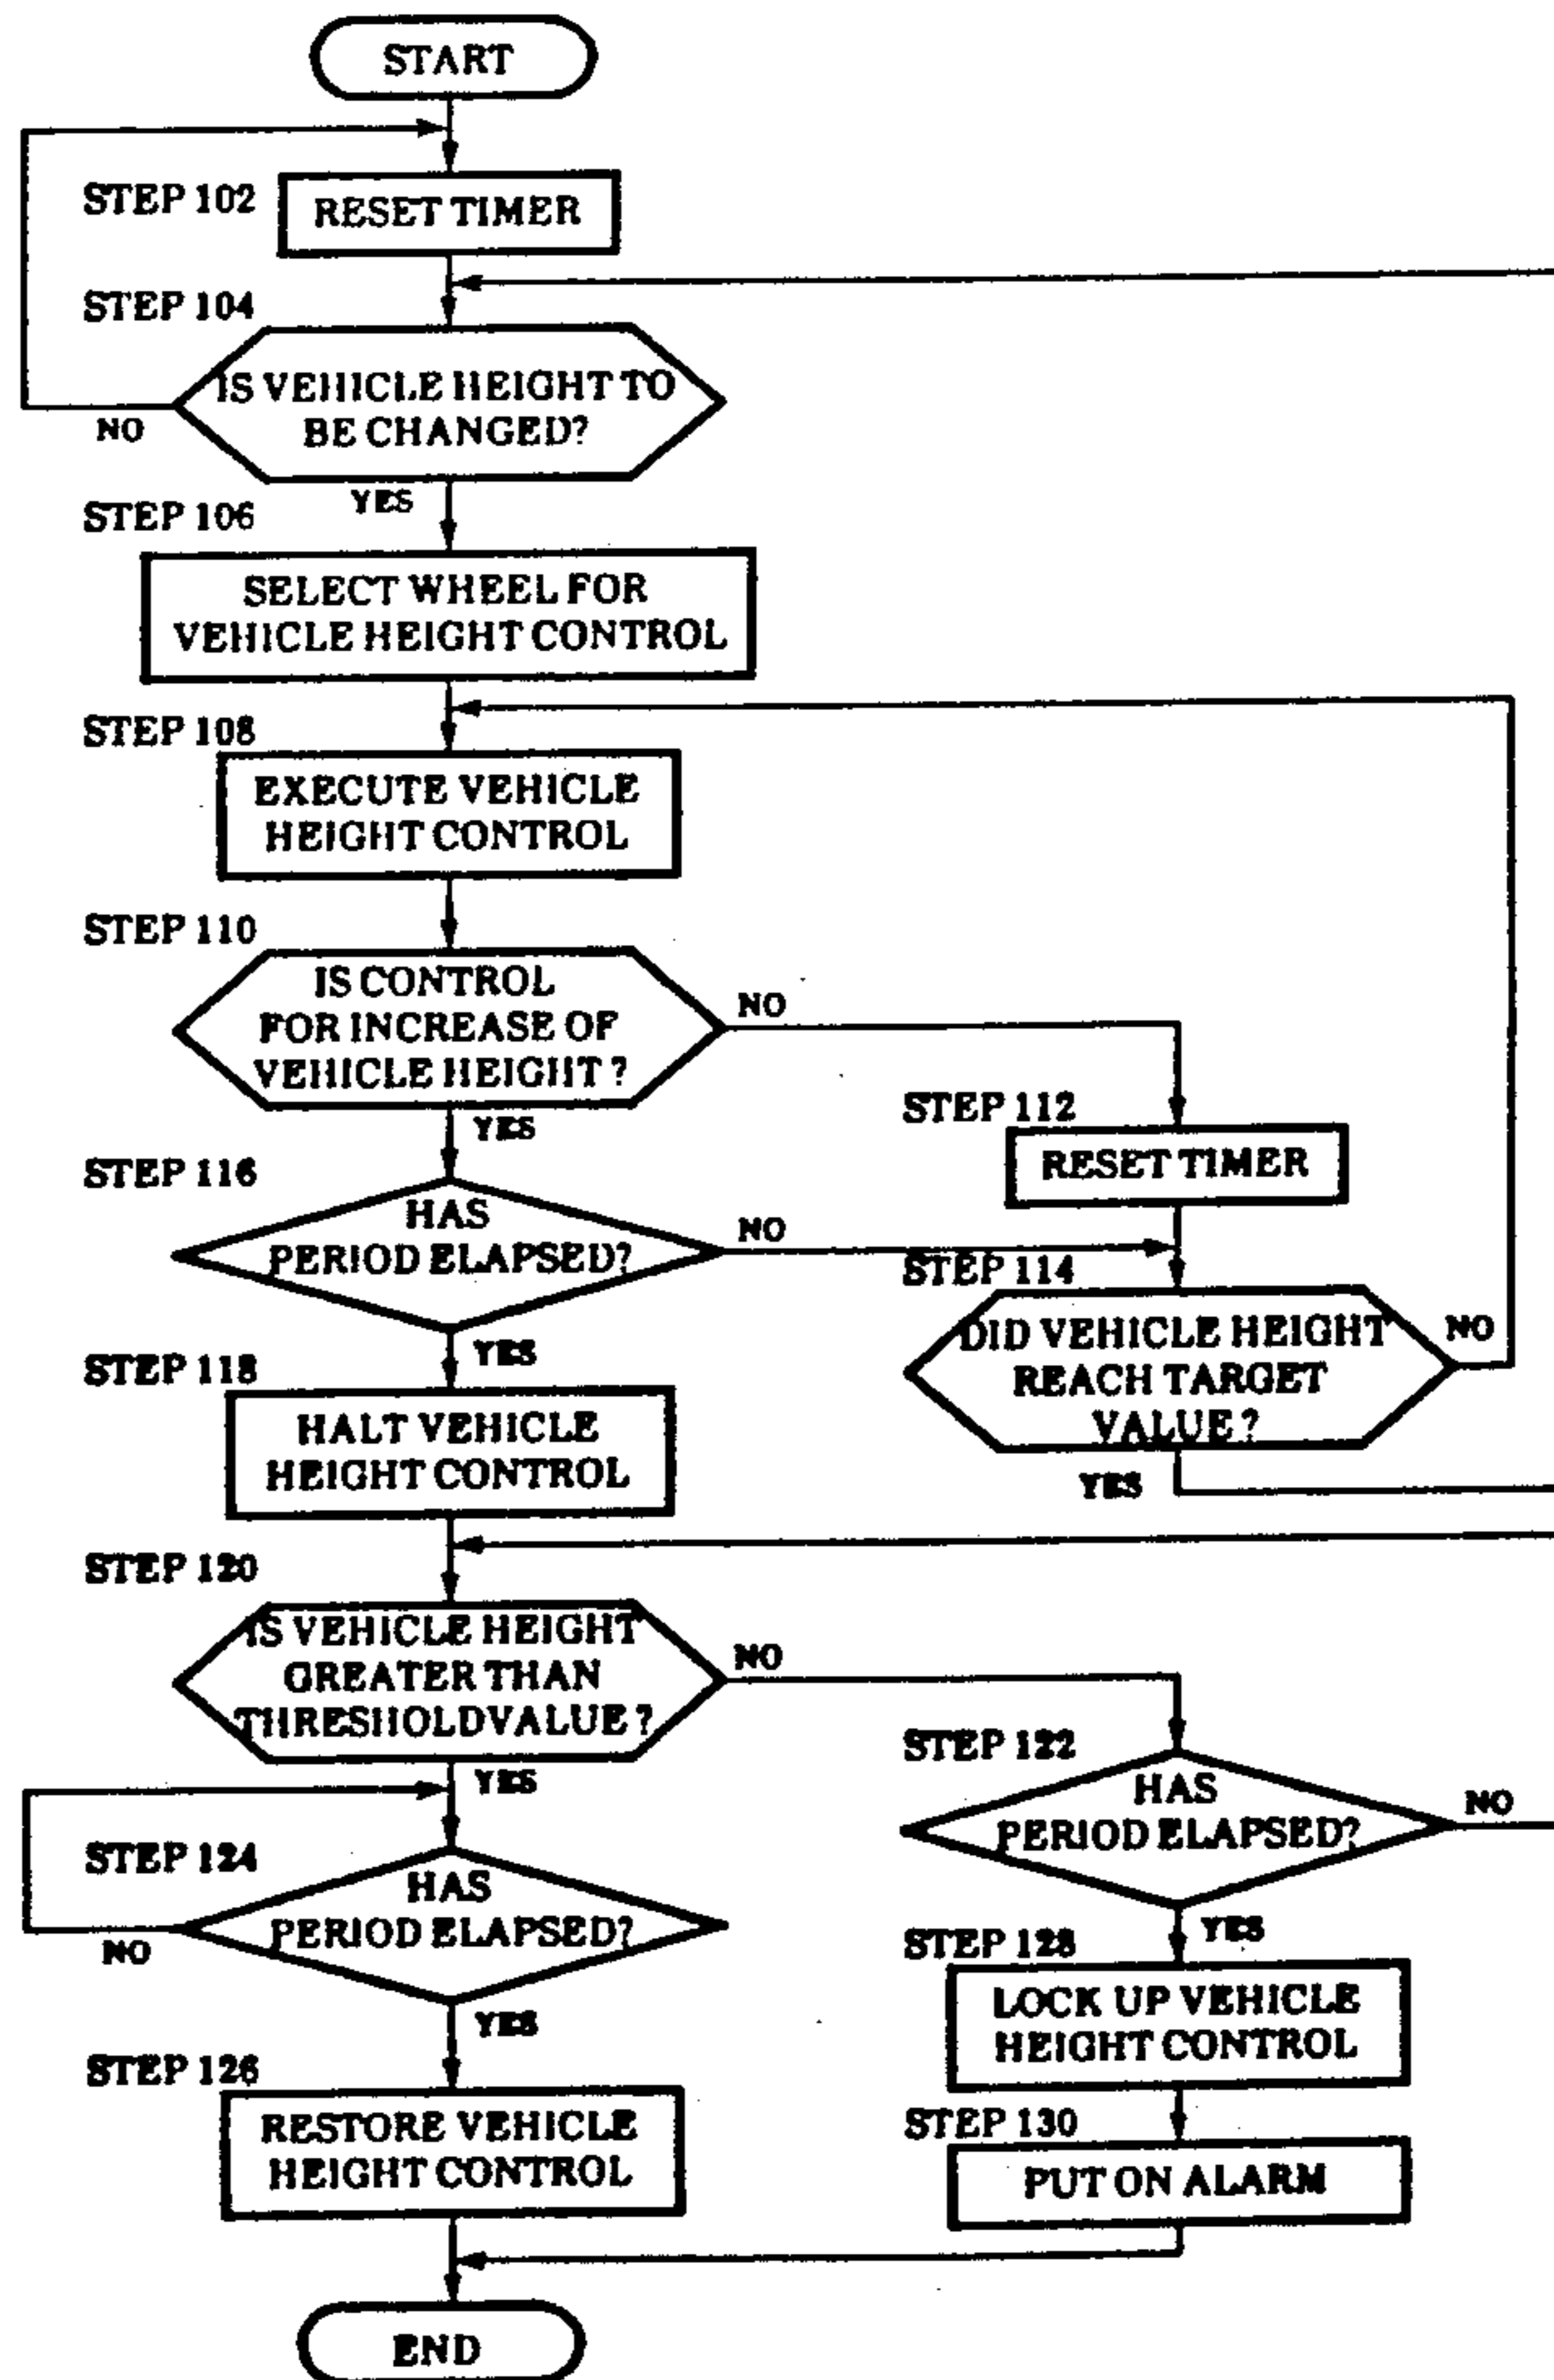 START
STEP 102
RESET TIMER
STEP 104
IS VEHICLE HEIGHT TO
BE CHANGED?
NO
YES
STEP 106
SELECT WHEEL FOR
VEHICLE HEIGHT CONTROL
STEP 108
EXECUTE VEHICLE
HEIGHT CONTROL
STEP 110
IS CONTROL
FOR INCREASE OF
VEHICLE HEIGHT ?
NO
YES
STEP 112
RESET TIMER
STEP 116
HAS
PERIOD ELAPSED?
NO
YES
STEP 114
DID VEHICLE HEIGHT
REACH TARGET
VALUE ?
NO
YES
STEP 118
HALT VEHICLE
HEIGHT CONTROL
STEP 120
IS VEHICLE HEIGHT
GREATER THAN
THRESHOLDVALUE ?
NO
YES
STEP 122
HAS
PERIOD ELAPSED?
NO
YES
STEP 124
HAS
PERIOD ELAPSED?
NO
YES
STEP 128
LOCK UP VEHICLE
HEIGHT CONTROL
STEP 126
RESTORE VEHICLE
HEIGHT CONTROL
STEP 130
PUT ON ALARM
END